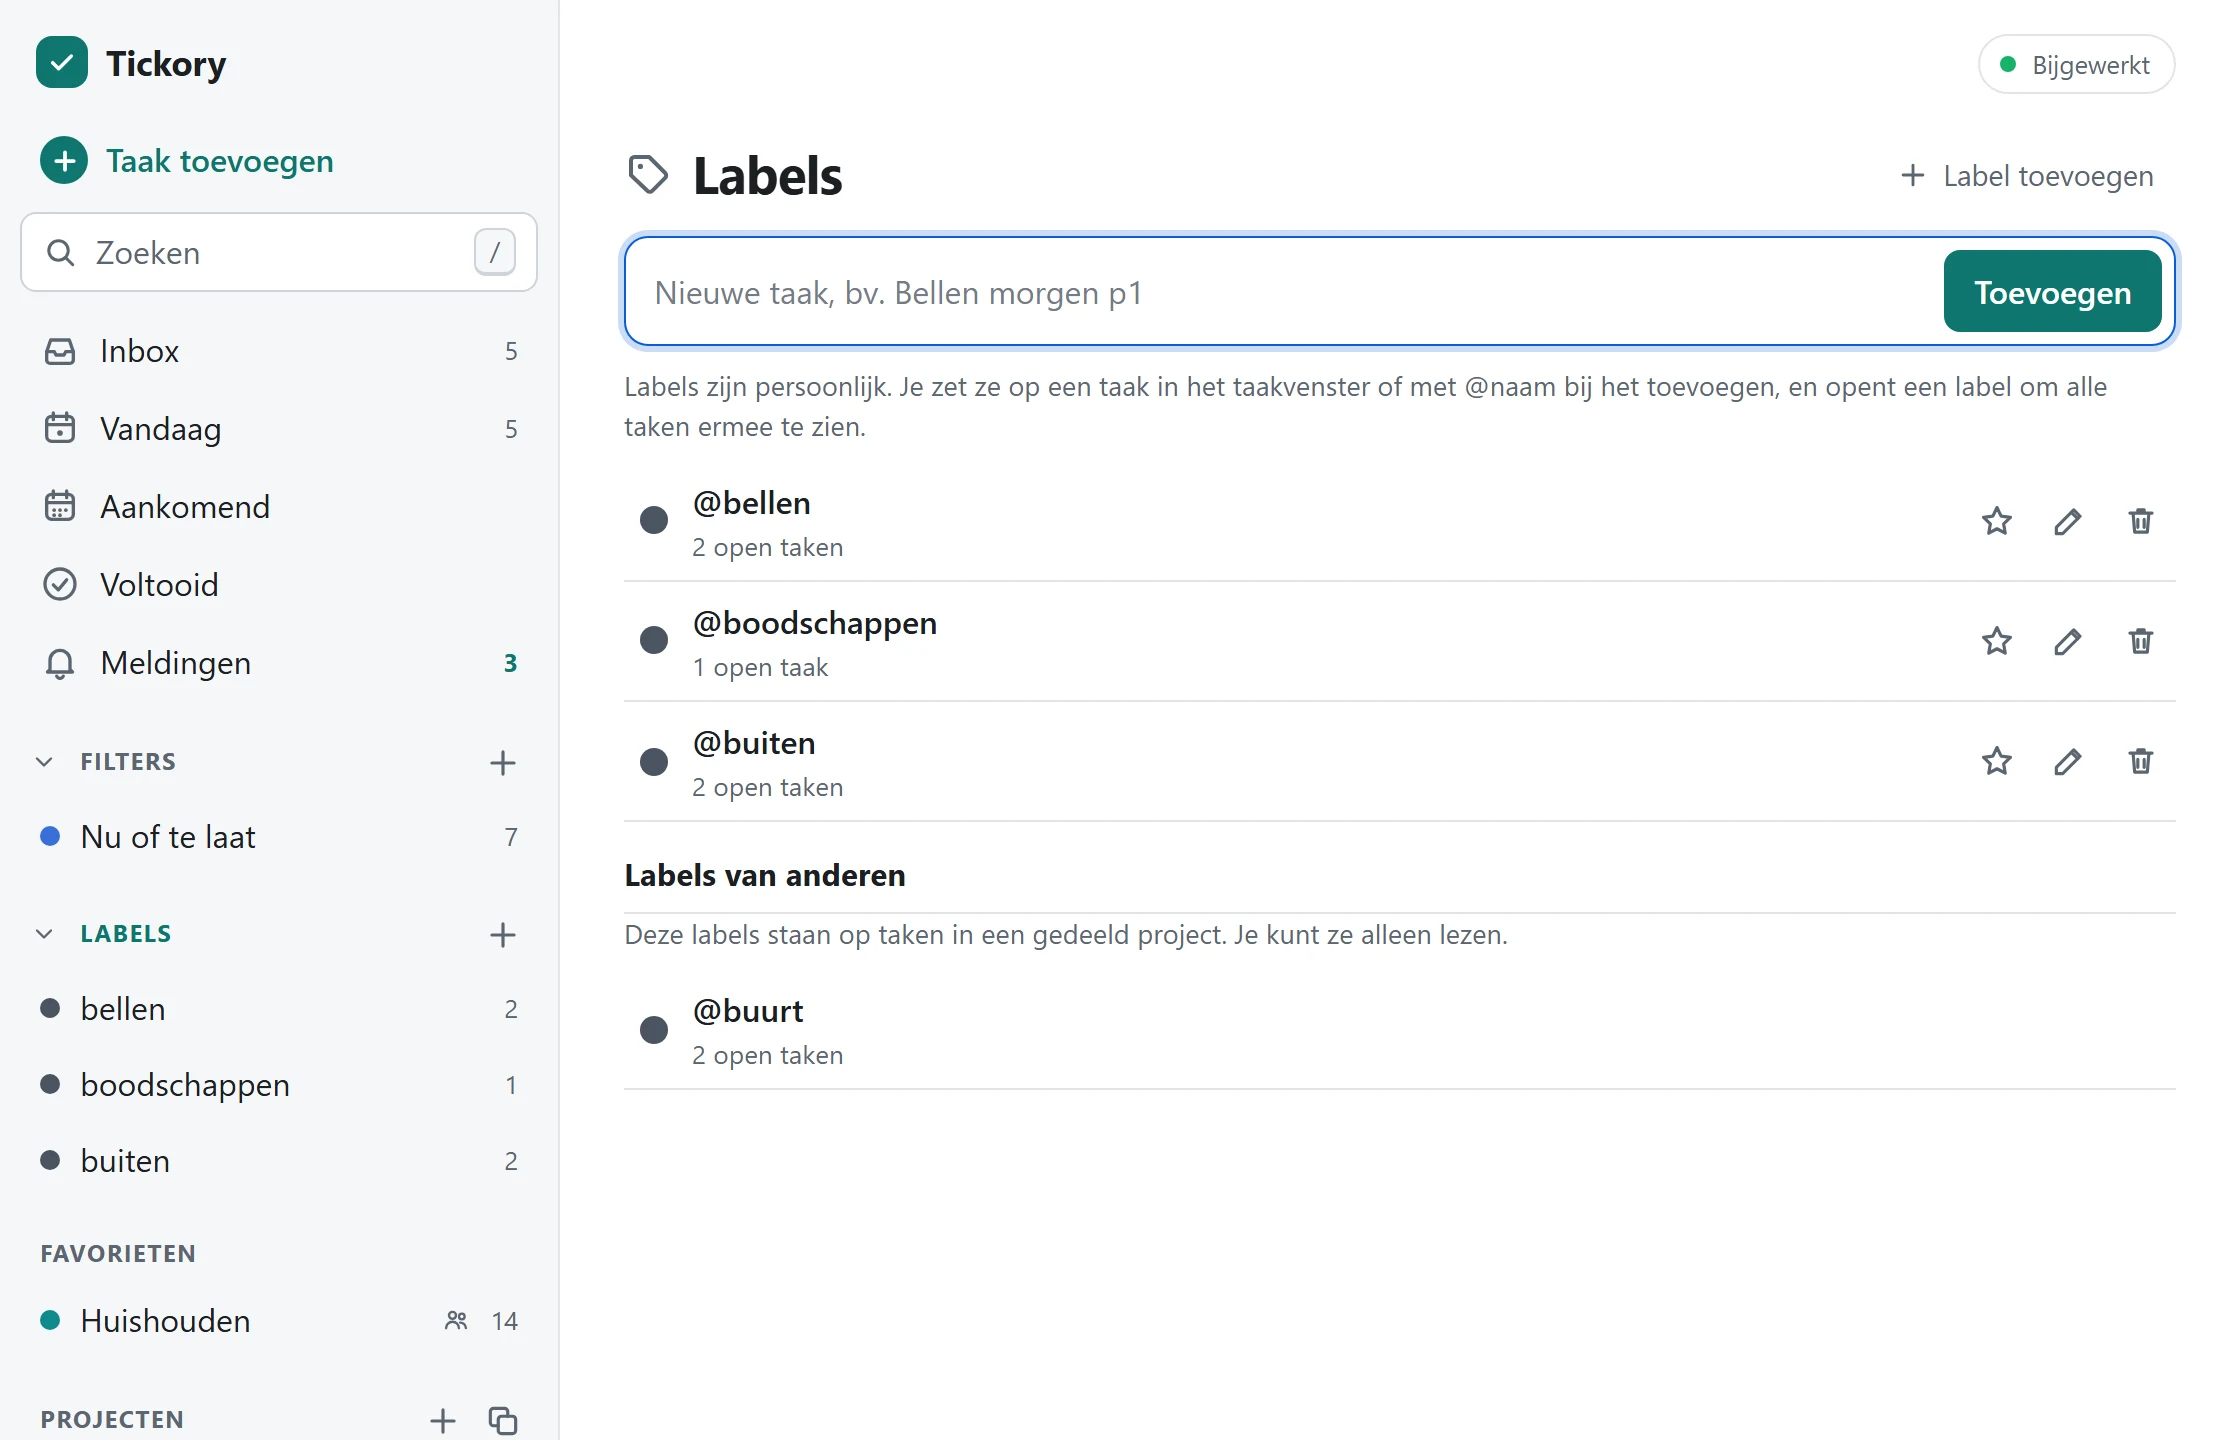 Tickory
Taak toevoegen
Zoeken /
Inbox 5
Vandaag 5
Aankomend
Voltooid
Meldingen 3
FILTERS
Nu of te laat 7
LABELS
bellen 2
boodschappen 1
buiten 2
FAVORIETEN
Huishouden 14
PROJECTEN
Bijgewerkt
Labels
Label toevoegen
Nieuwe taak, bv. Bellen morgen p1
Toevoegen
Labels zijn persoonlijk. Je zet ze op een taak in het taakvenster of met @naam bij het toevoegen, en opent een label om alle
taken ermee te zien.
@bellen
2 open taken
@boodschappen
1 open taak
@buiten
2 open taken
Labels van anderen
Deze labels staan op taken in een gedeeld project. Je kunt ze alleen lezen.
@buurt
2 open taken